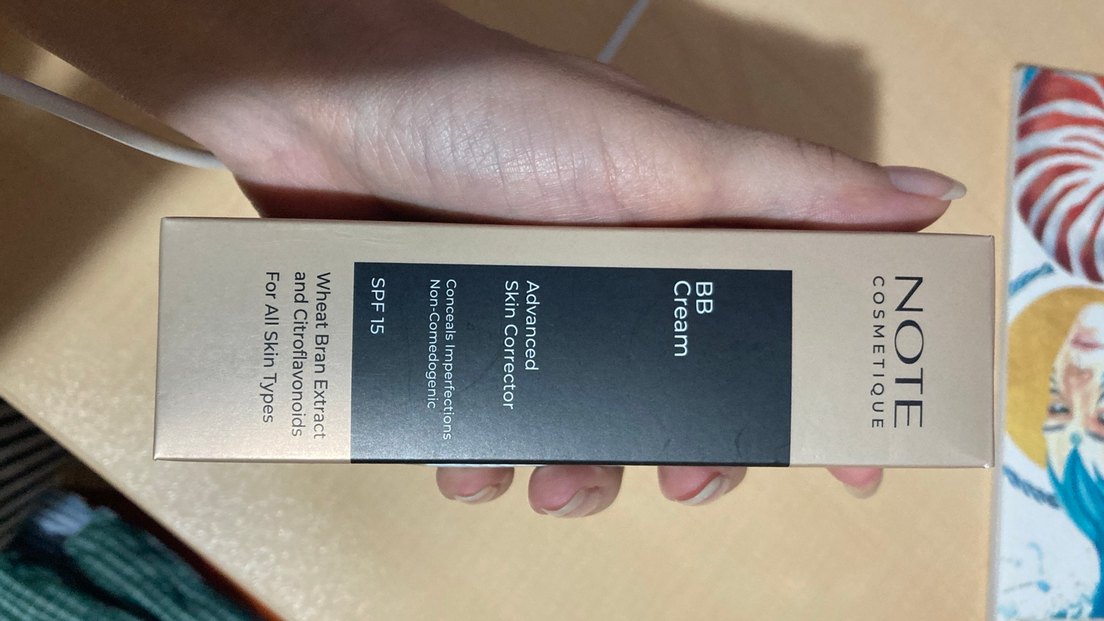 NOTE
COSMETIQUE
BB
Cream
Advanced
Skin Corrector
Conceals Imperfections
Non-Comedogenic
SPF 15
Wheat Bran Extract
and Citroflavonoids
For All Skin Types